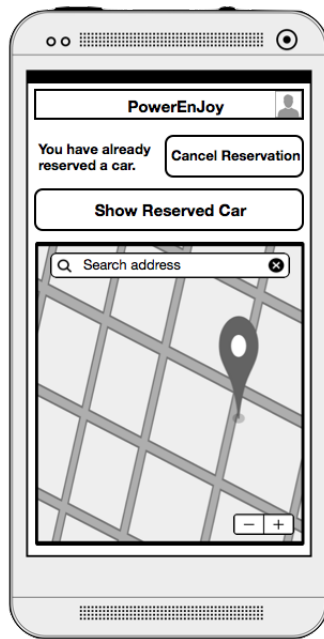 PowerEnJoy
You have already
reserved a car.
Cancel Reservation
Show Reserved Car
Search address
− +